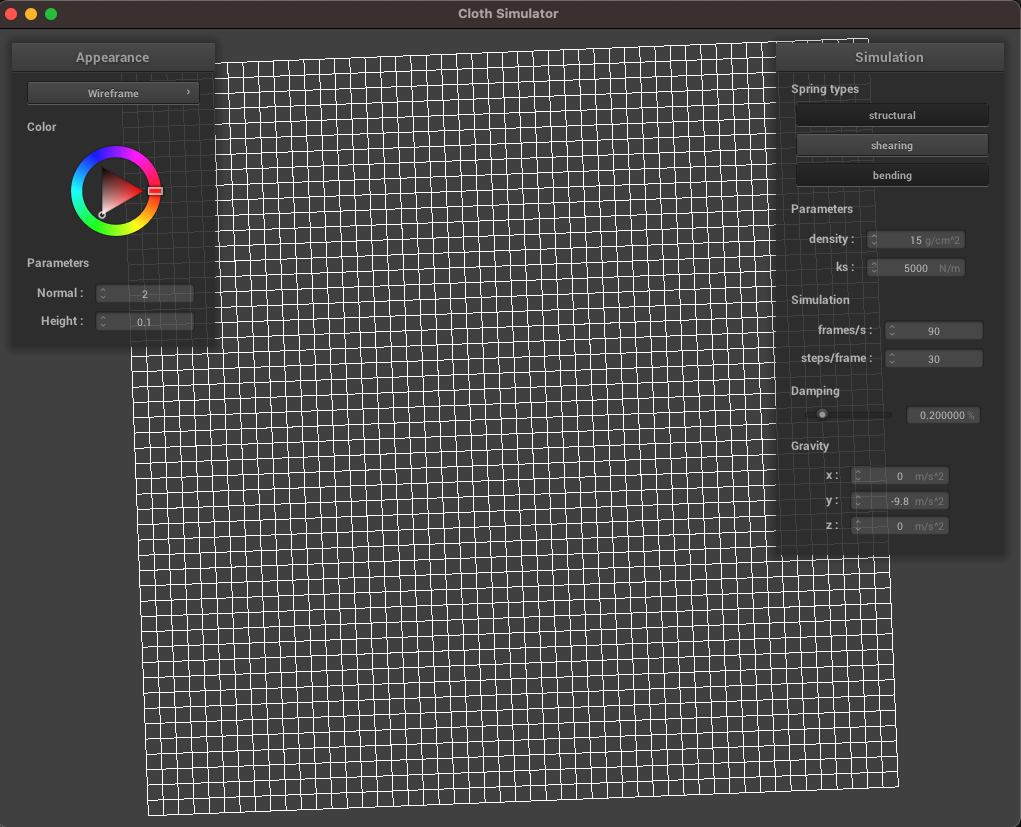 Cloth Simulator
Appearance
Wireframe
Color
Parameters
Normal : 2
Height : 0.1
Simulation
Spring types
structural
shearing
bending
Parameters
density : 15 g/cm^2
ks : 5000 N/m
Simulation
frames/s : 90
steps/frame : 30
Damping
0.200000 %
Gravity
x : 0 m/s^2
y : -9.8 m/s^2
z : 0 m/s^2